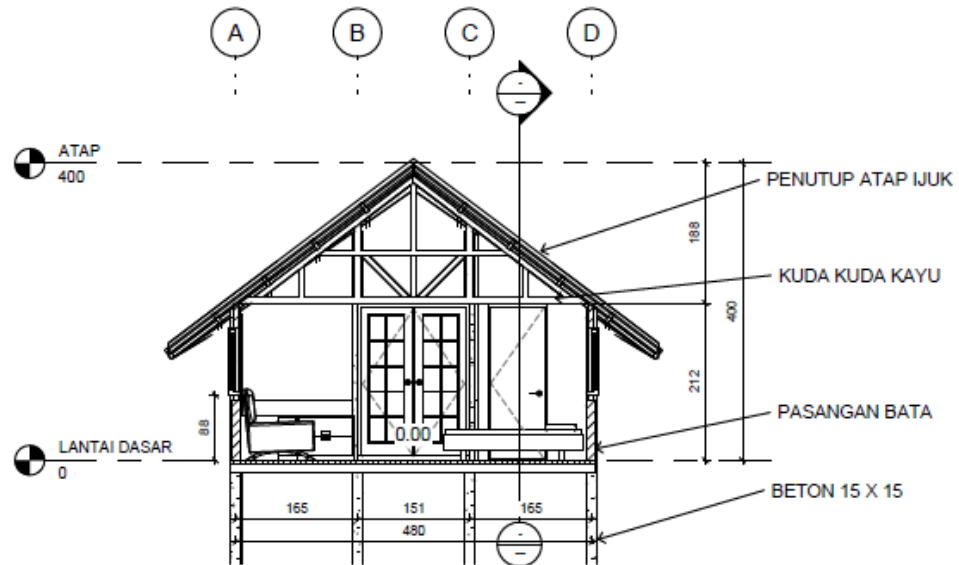 A B C D
-
--
ATAP
400
PENUTUP ATAP IJUK
188
KUDA KUDA KAYU
400
212
88
0.00
PASANGAN BATA
LANTAI DASAR
0
165 151 165
BETON 15 X 15
480
-
--